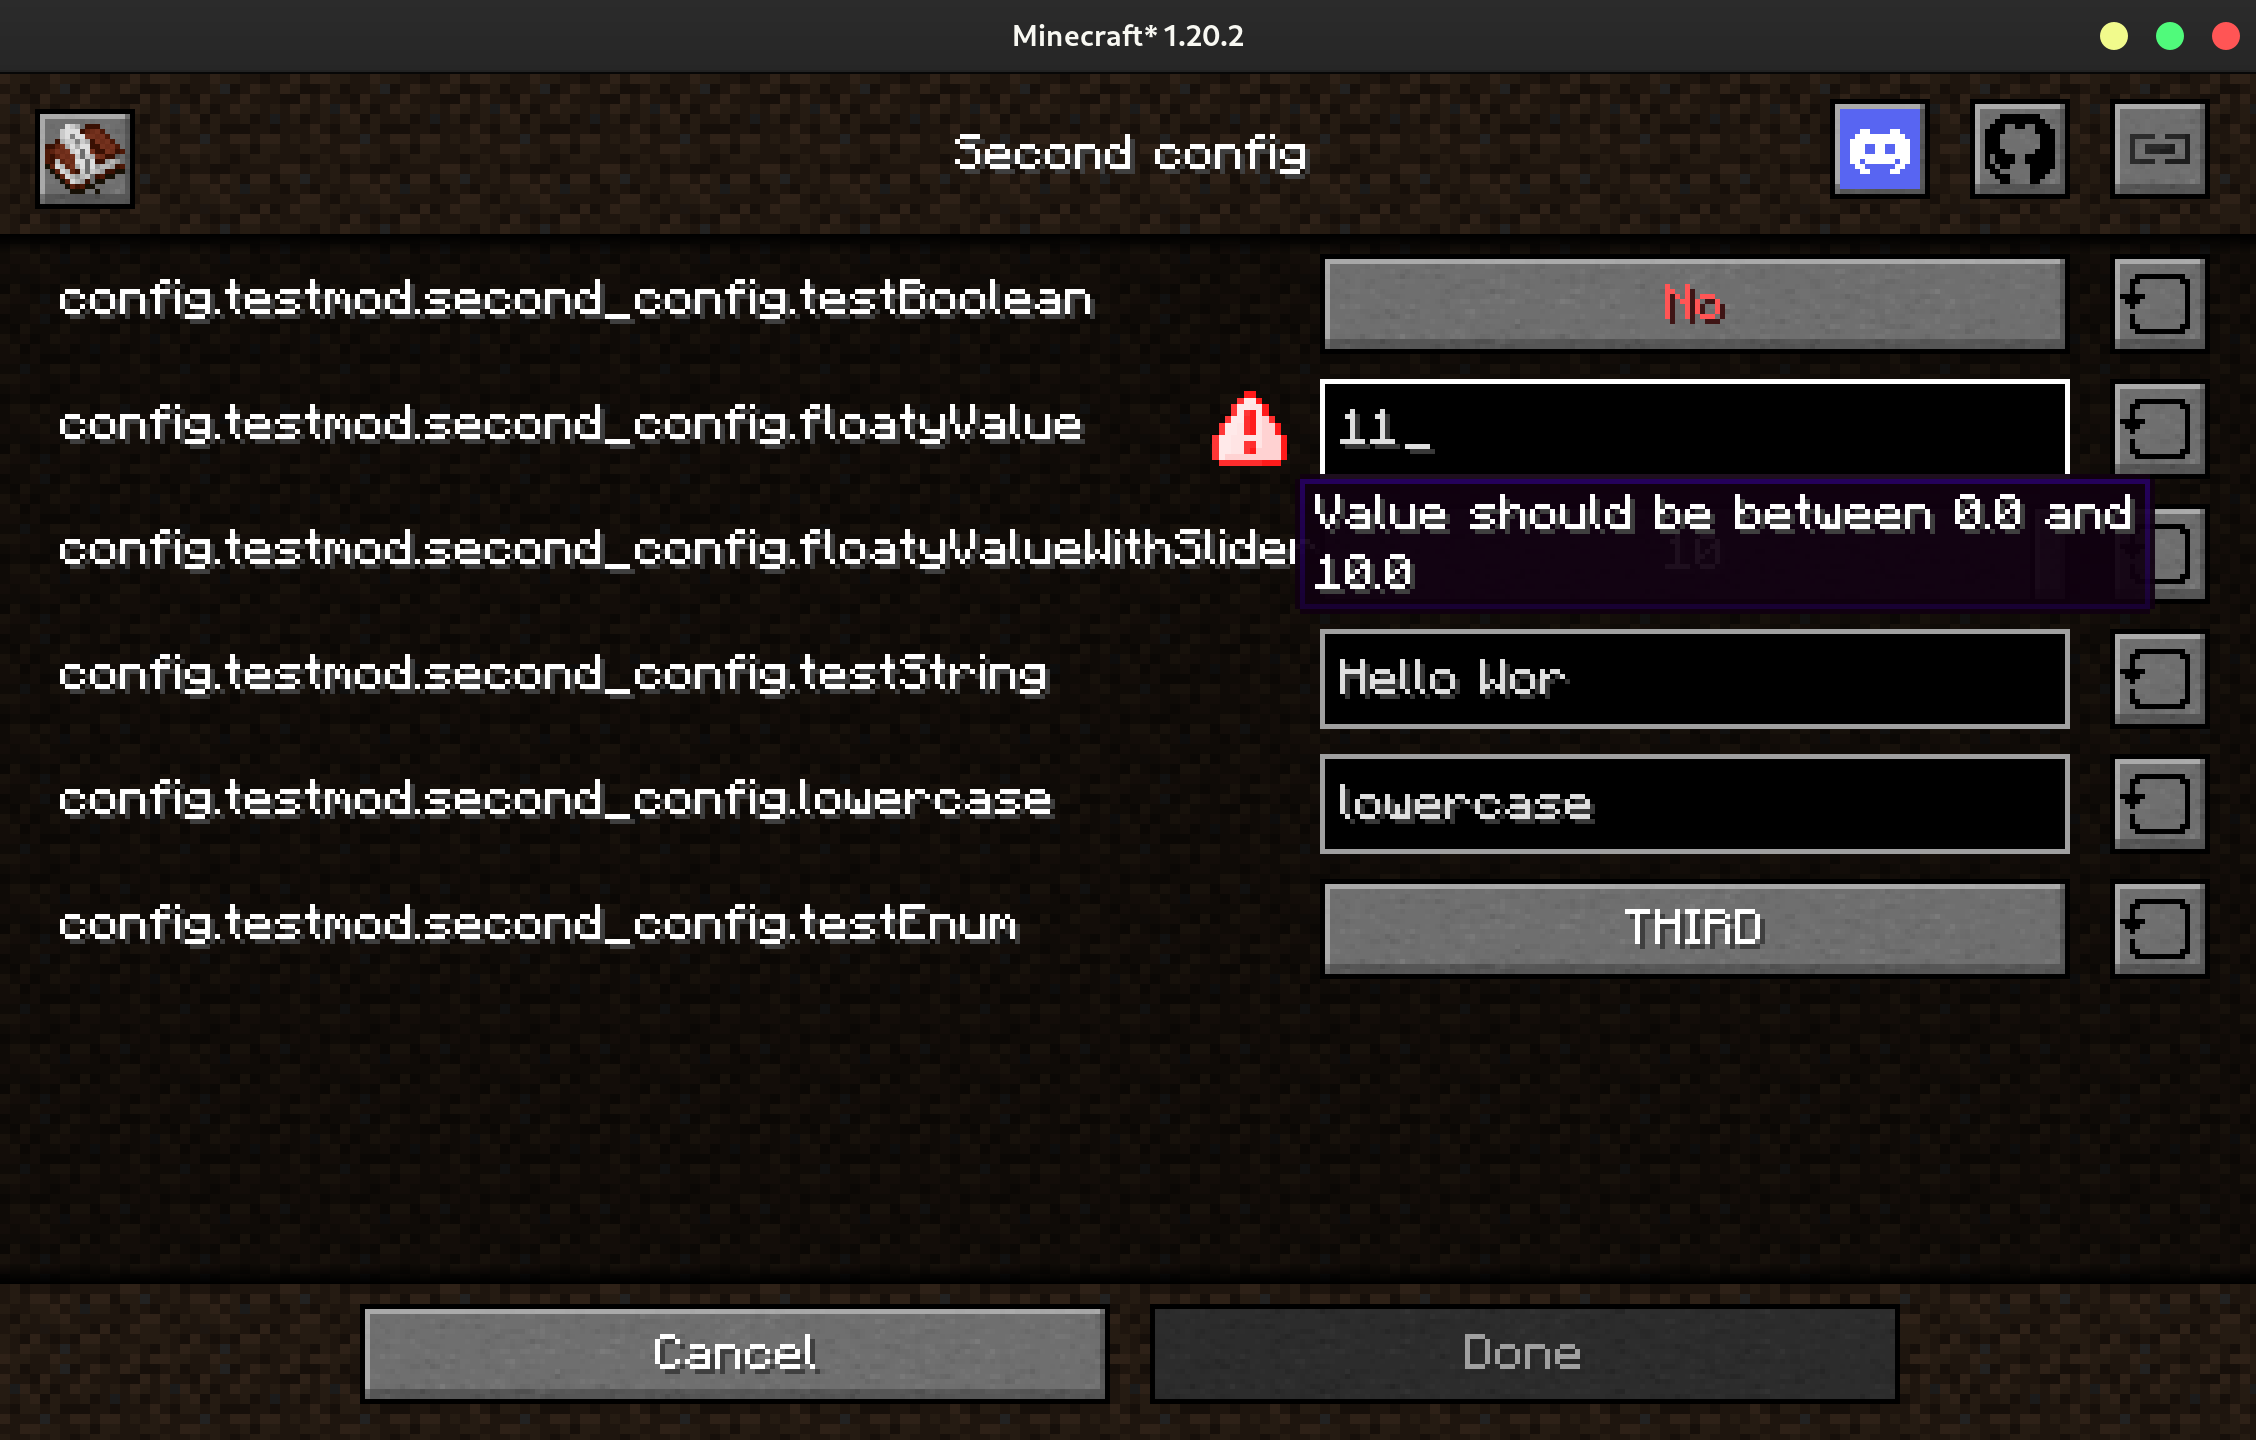 Minecraft* 1.20.2
Second config
config.testmod.second_config.testBoolean
No
config.testmod.second_config.floatyValue
11_
Value should be between 0.0 and
10.0
config.testmod.second_config.floatyValueWithSlider
10
config.testmod.second_config.testString
Hello Wor
config.testmod.second_config.lowercase
lowercase
config.testmod.second_config.testEnum
THIRD
Cancel
Done